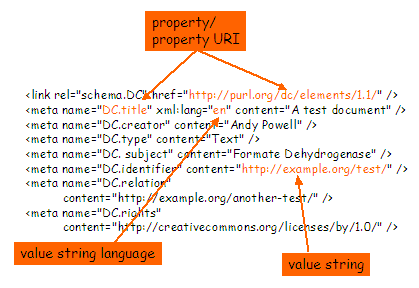 property/
property URI
<link rel="schema.DC" href="http://purl.org/dc/elements/1.1/" />
<meta name="DC.title" xml:lang="en" content="A test document" />
<meta name="DC.creator" content="Andy Powell" />
<meta name="DC.type" content="Text" />
<meta name="DC. subject" content="Formate Dehydrogenase" />
<meta name="DC.identifier" content="http://example.org/test/" />
<meta name="DC.relation"
content="http://example.org/another-test/" />
<meta name="DC.rights"
content="http://creativecommons.org/licenses/by/1.0/" />
value string language
value string